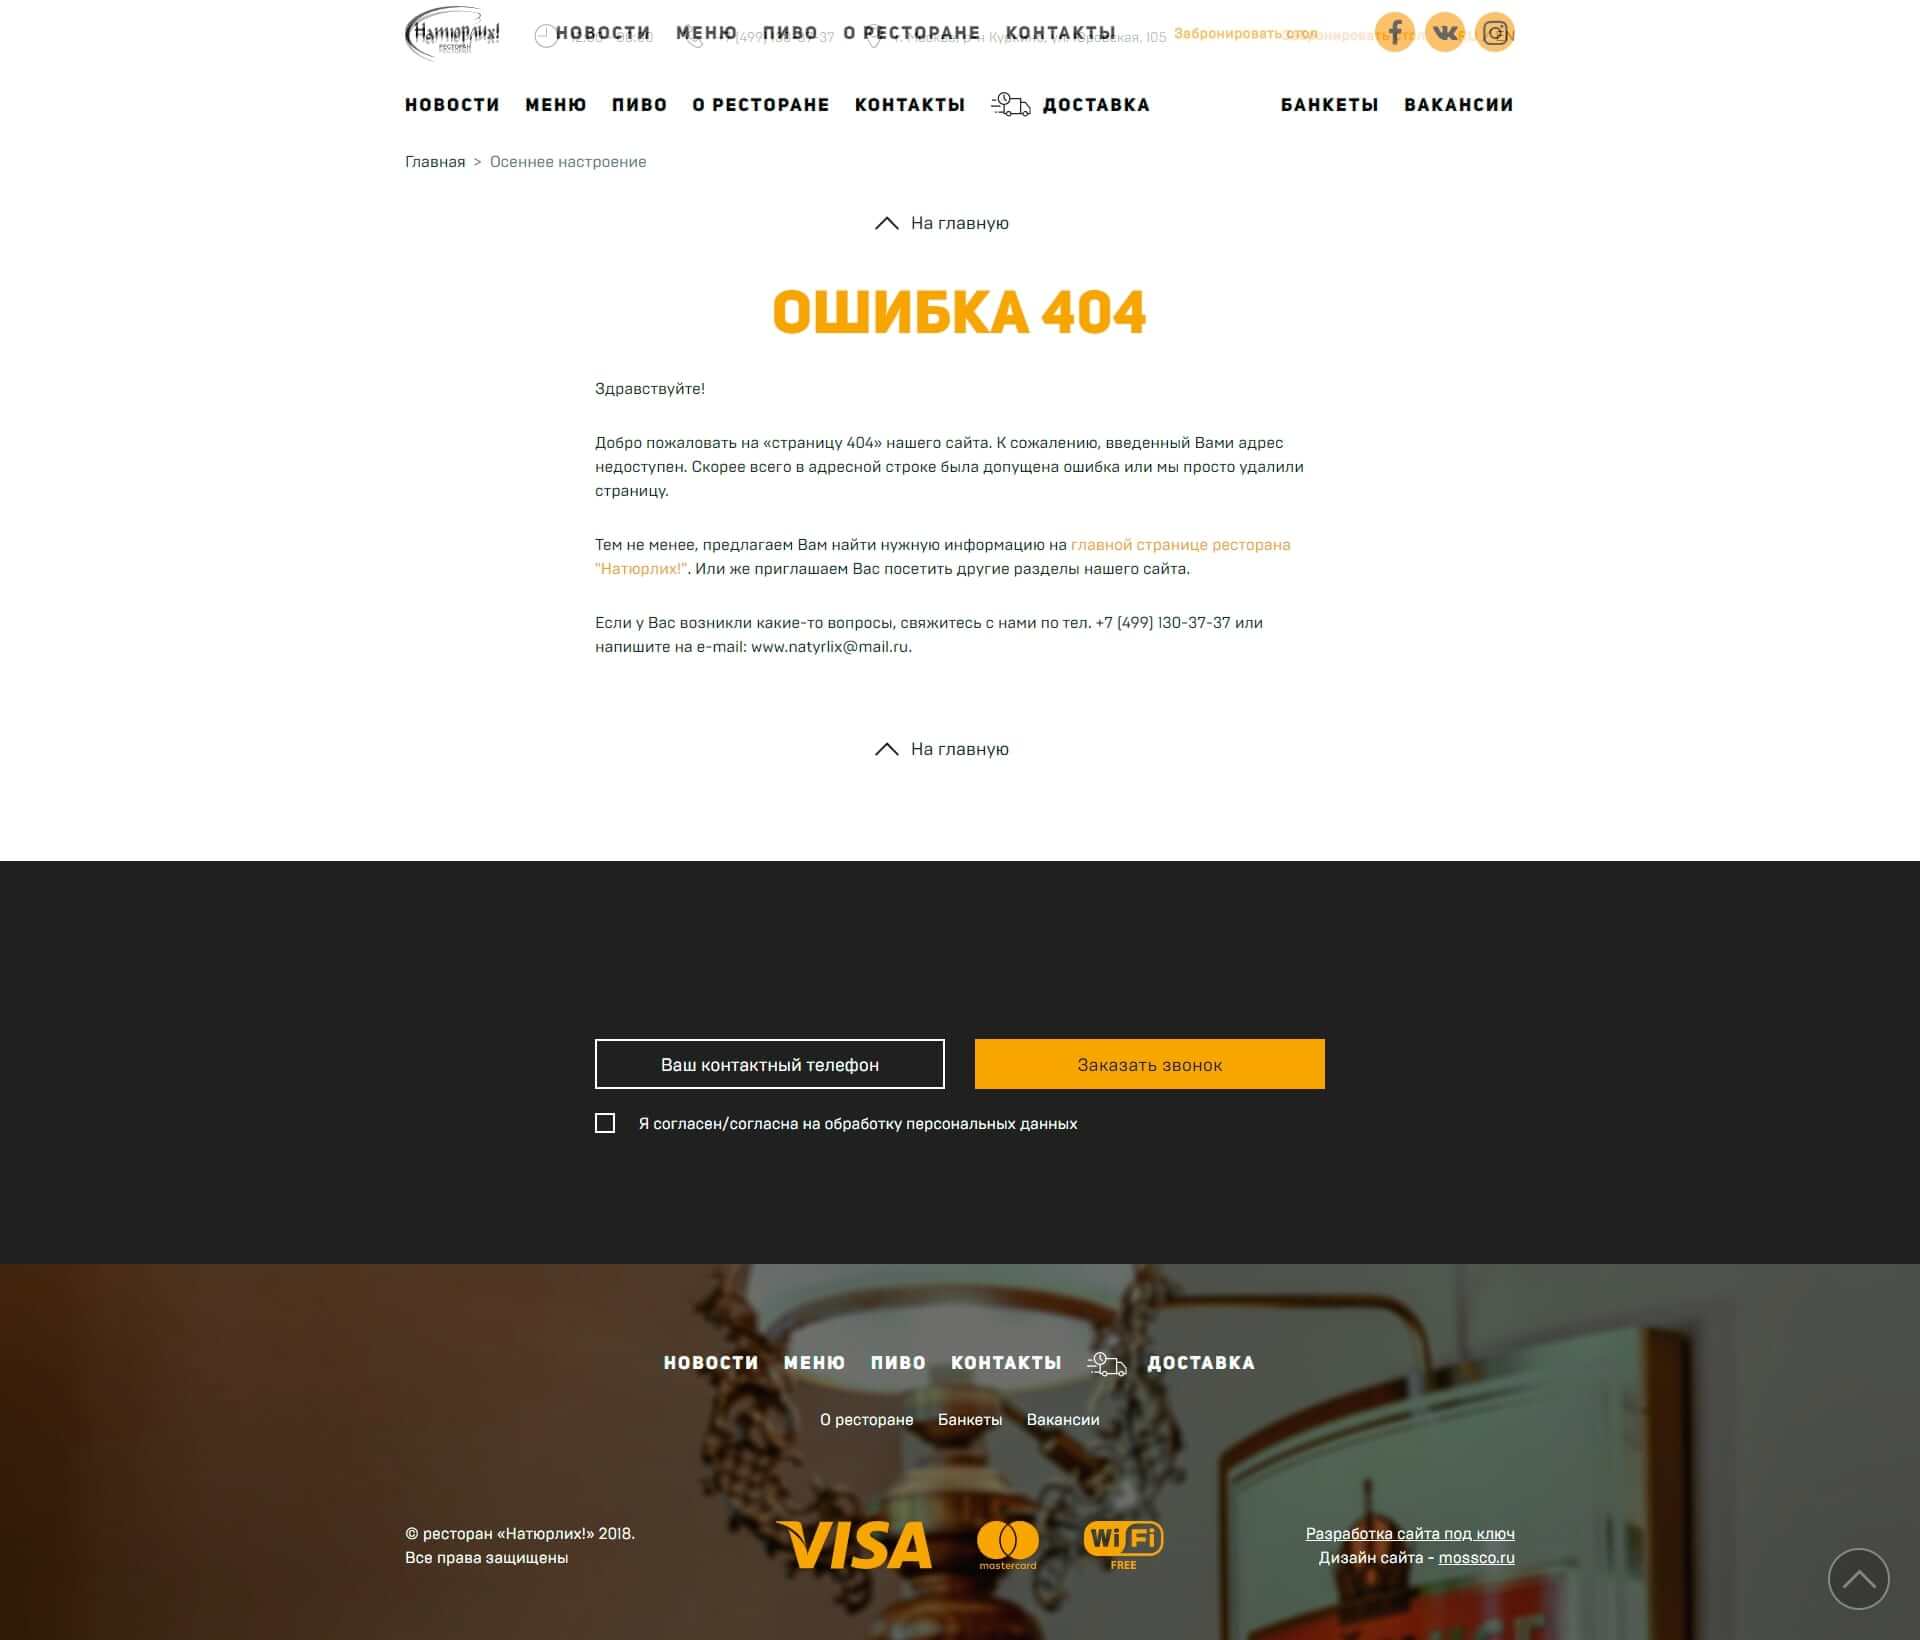 Натюрлих!
РЕСТОРАН
НОВОСТИ МЕНЮ ПИВО О РЕСТОРАНЕ КОНТАКТЫ
Забронировать стол
EN
НОВОСТИ МЕНЮ ПИВО О РЕСТОРАНЕ КОНТАКТЫ ДОСТАВКА БАНКЕТЫ ВАКАНСИИ
Главная > Осеннее настроение
На главную
ОШИБКА 404
Здравствуйте!
Добро пожаловать на «страницу 404» нашего сайта. К сожалению, введенный Вами адрес
недоступен. Скорее всего в адресной строке была допущена ошибка или мы просто удалили
страницу.
Тем не менее, предлагаем Вам найти нужную информацию на главной странице ресторана
"Натюрлих!". Или же приглашаем Вас посетить другие разделы нашего сайта.
Если у Вас возникли какие-то вопросы, свяжитесь с нами по тел. +7 (499) 130-37-37 или
напишите на e-mail: www.natyrlix@mail.ru.
На главную
Ваш контактный телефон Заказать звонок
Я согласен/согласна на обработку персональных данных
НОВОСТИ МЕНЮ ПИВО КОНТАКТЫ ДОСТАВКА
О ресторане Банкеты Вакансии
© ресторан «Натюрлих!» 2018.
Все права защищены
VISA
mastercard
WiFi
FREE
Разработка сайта под ключ
Дизайн сайта - mossco.ru